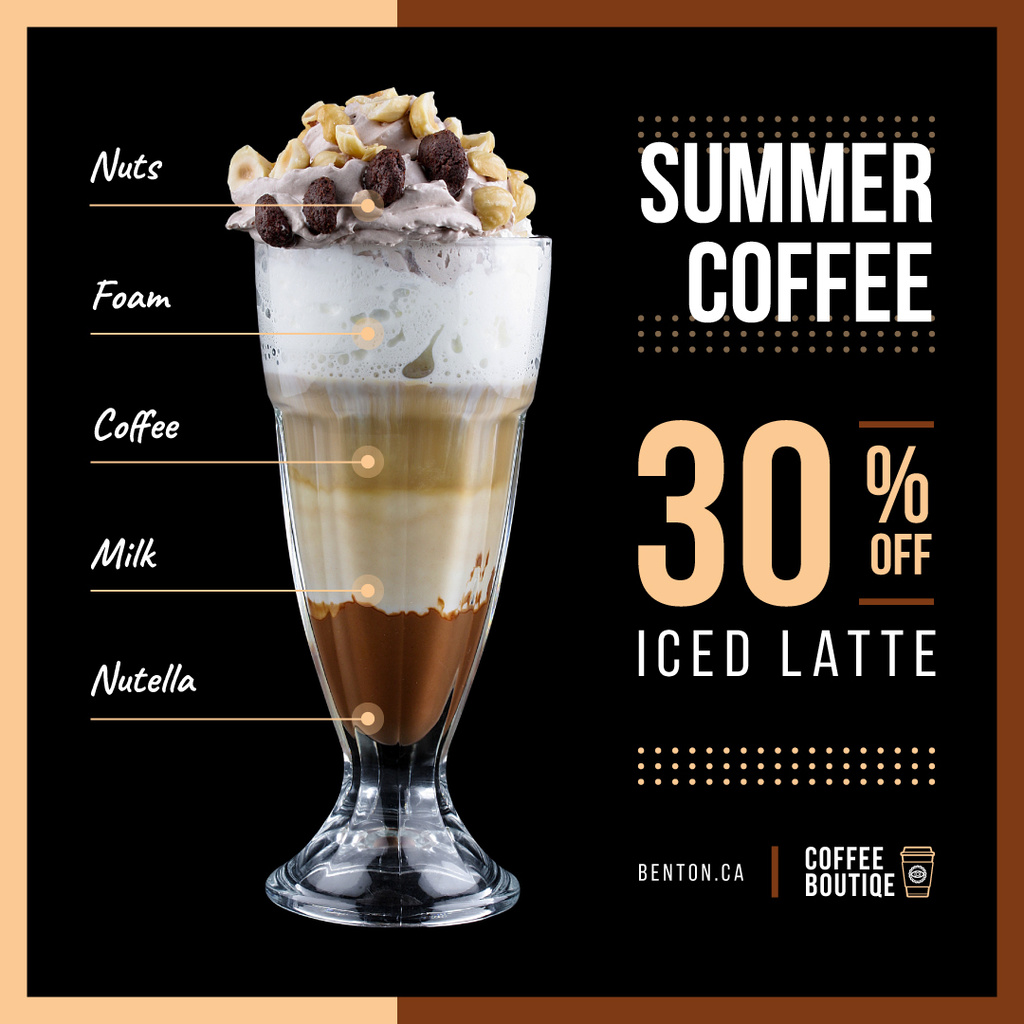 Nuts
Foam
Coffee
Milk
Nutella
SUMMER
COFFEE
30
%
OFF
ICED LATTE
BENTON.CA
COFFEE
BOUTIQE